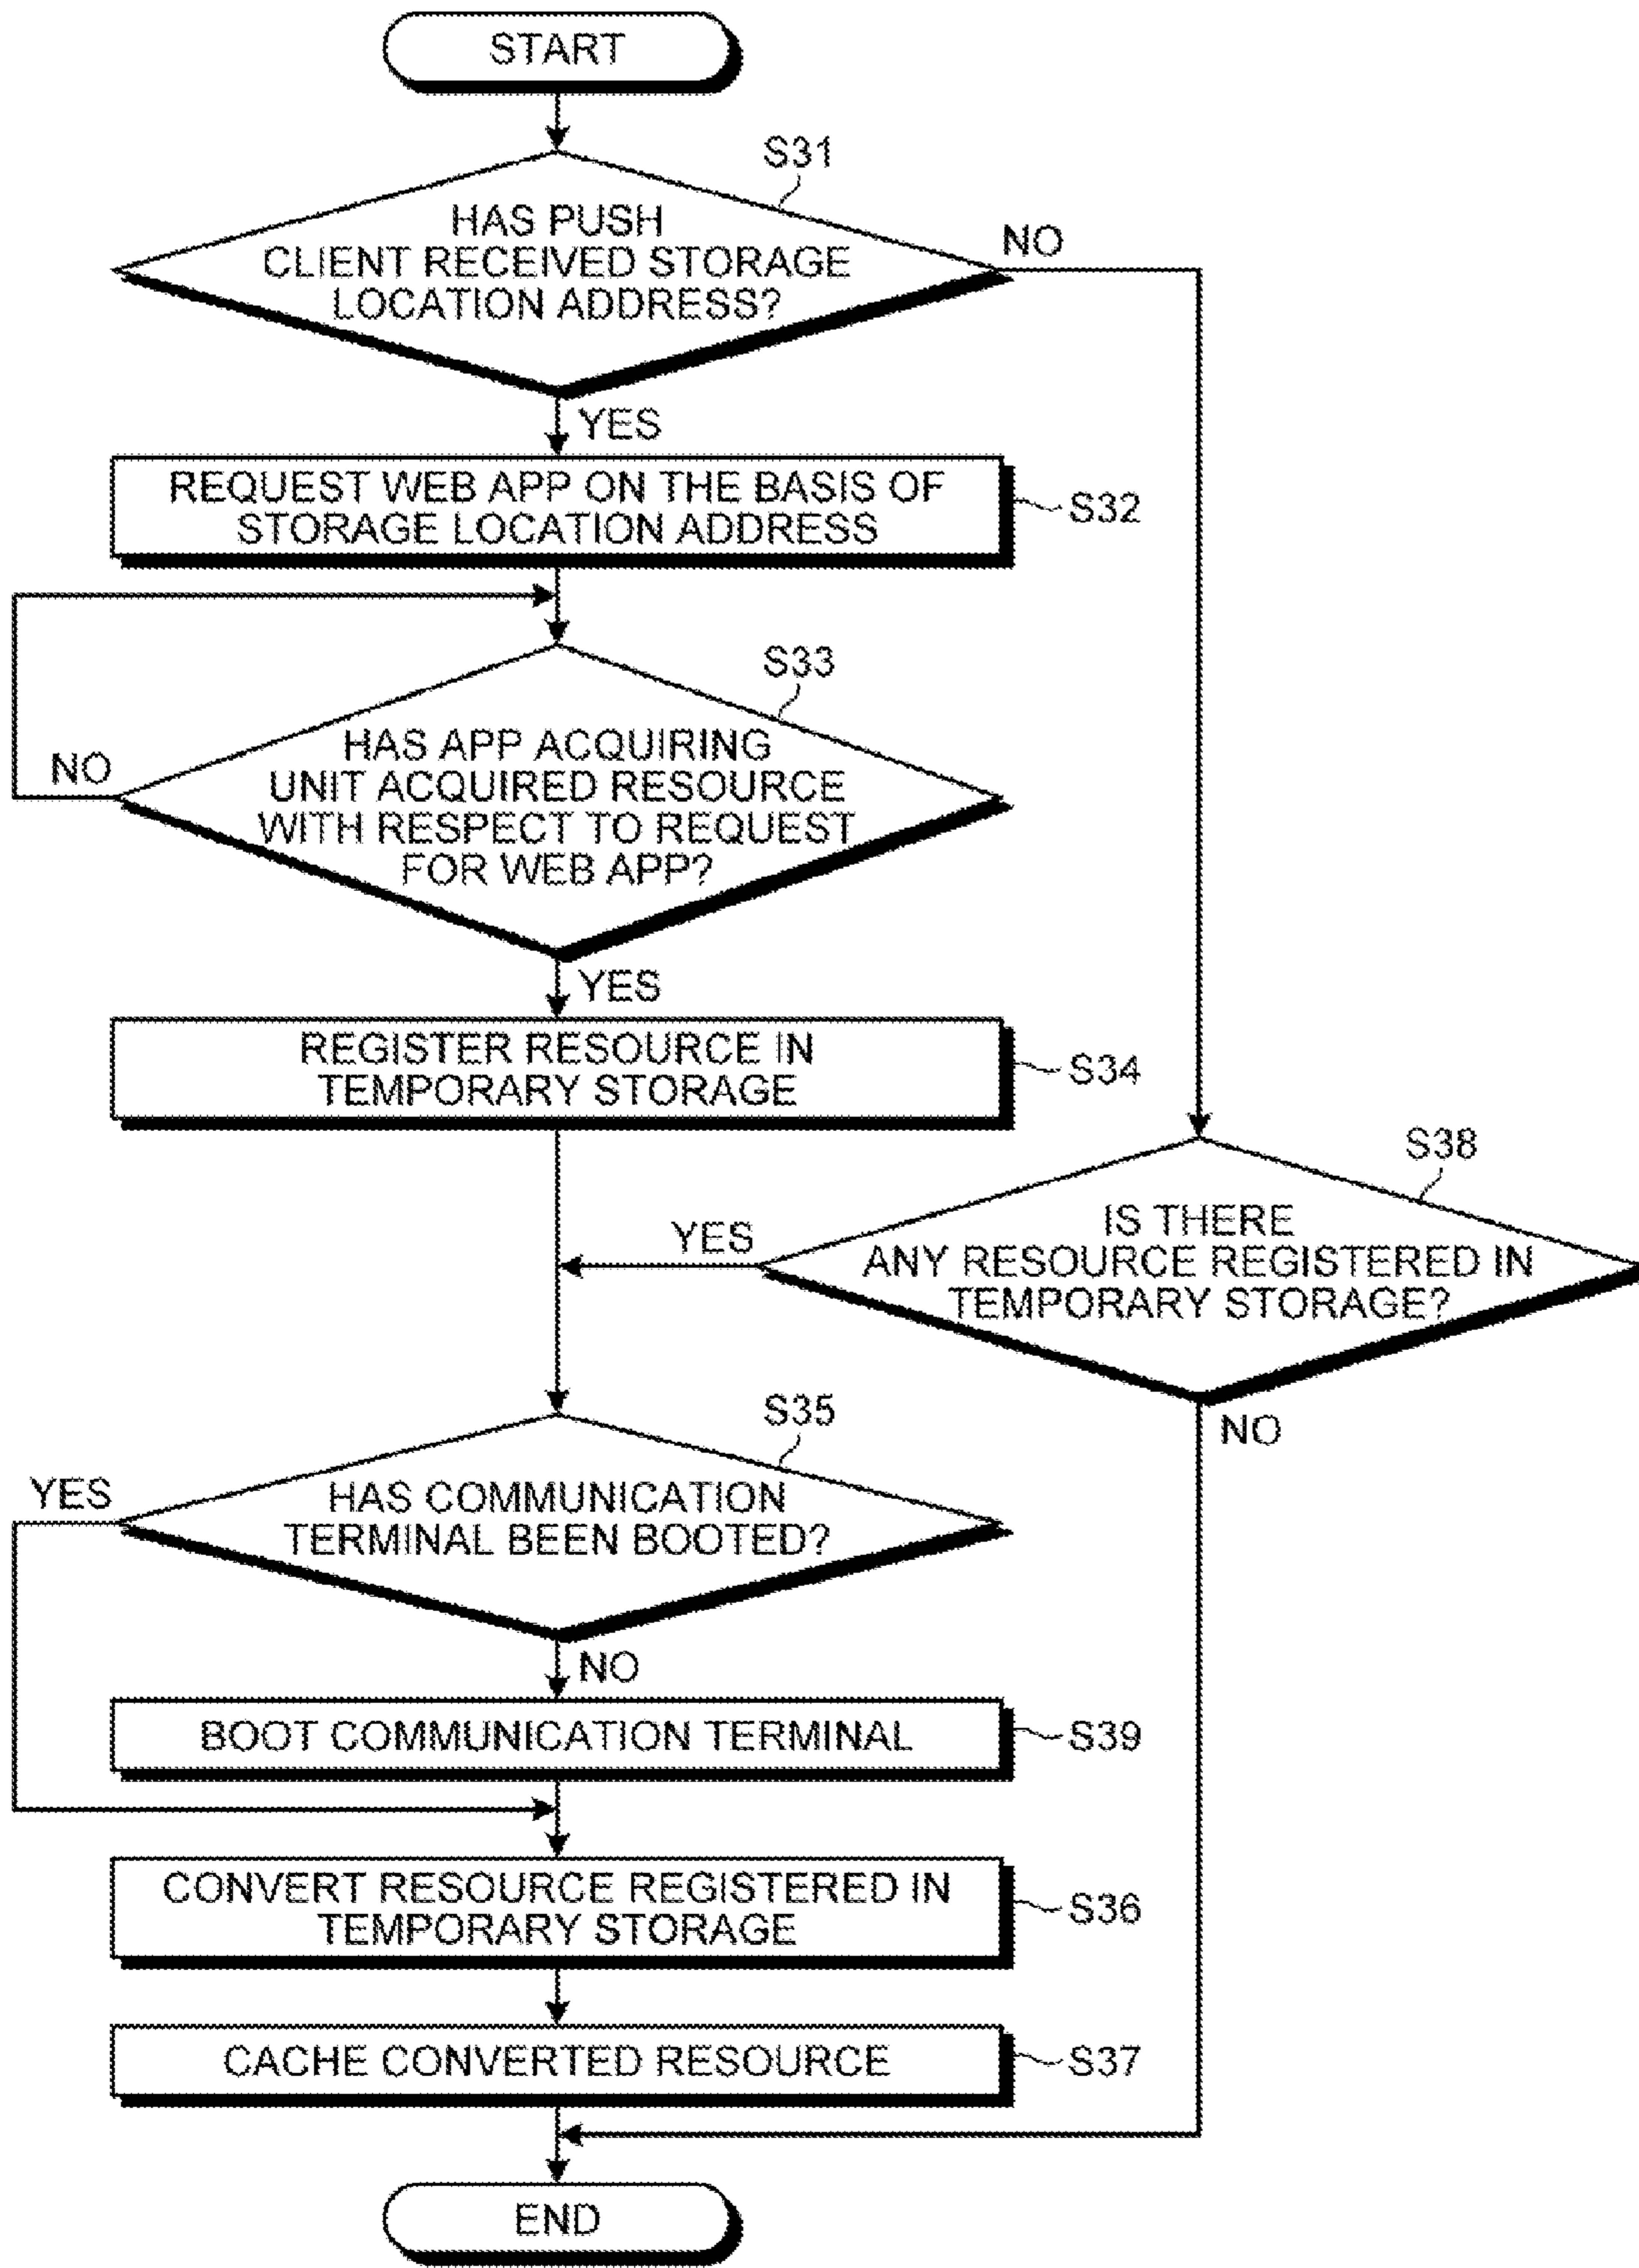 START
S31
HAS PUSH
CLIENT RECEIVED STORAGE
LOCATION ADDRESS?
NO
YES
REQUEST WEB APP ON THE BASIS OF
STORAGE LOCATION ADDRESS
S32
S33
HAS APP ACQUIRING
UNIT ACQUIRED RESOURCE
WITH RESPECT TO REQUEST
FOR WEB APP?
NO
YES
REGISTER RESOURCE IN
TEMPORARY STORAGE
S34
S38
IS THERE
ANY RESOURCE REGISTERED IN
TEMPORARY STORAGE?
YES
NO
S35
HAS COMMUNICATION
TERMINAL BEEN BOOTED?
YES
NO
BOOT COMMUNICATION TERMINAL
S39
CONVERT RESOURCE REGISTERED IN
TEMPORARY STORAGE
S36
CACHE CONVERTED RESOURCE
S37
END